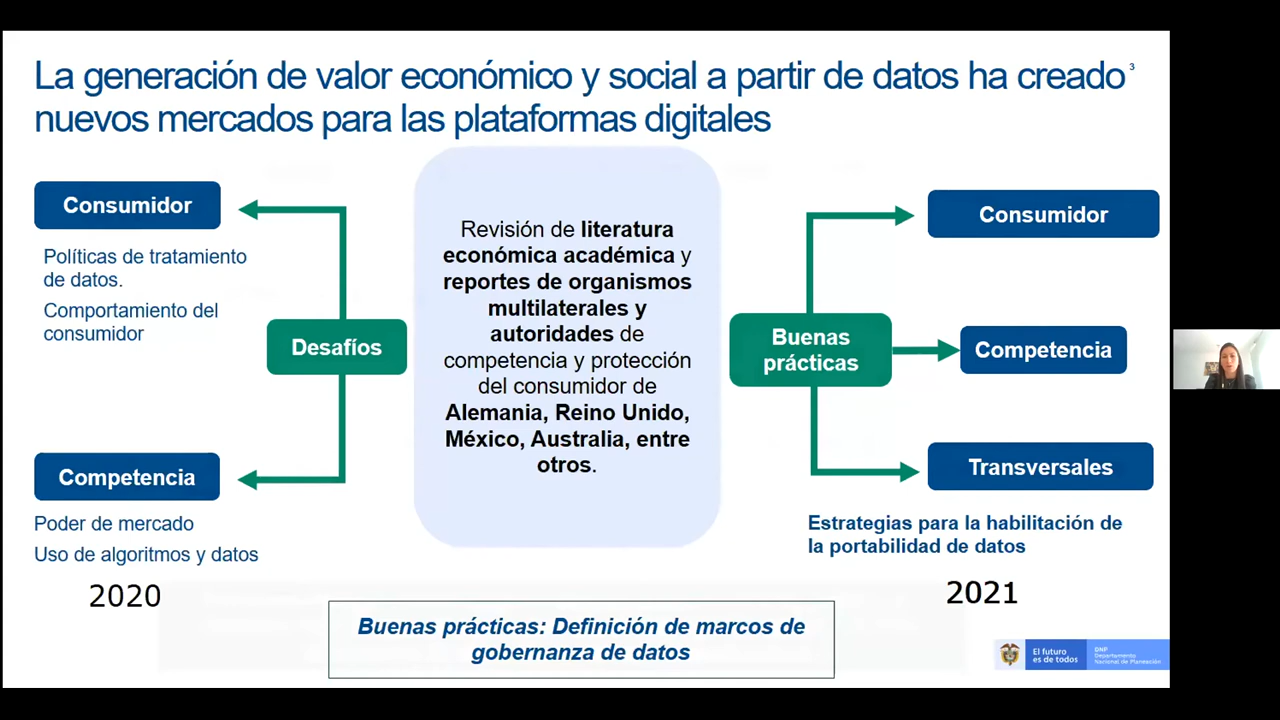 La generación de valor económico y social a partir de datos ha creado ³
nuevos mercados para las plataformas digitales
Consumidor
Políticas de tratamiento
de datos.
Comportamiento del
consumidor
Desafíos
Competencia
Poder de mercado
Uso de algoritmos y datos
2020
Revisión de literatura
económica académica y
reportes de organismos
multilaterales y
autoridades de
competencia y protección
del consumidor de
Alemania, Reino Unido,
México, Australia, entre
otros.
Buenas
prácticas
Consumidor
Competencia
Transversales
Estrategias para la habilitación de
la portabilidad de datos
2021
Buenas prácticas: Definición de marcos de
gobernanza de datos
El futuro
es de todos
DNP
Departamento
Nacional de Planeación